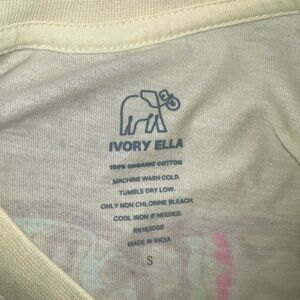 IVORY ELLA
100% ORGANIC COTTON
MACHINE WASH COLD.
TUMBLE DRY LOW.
ONLY NON CHLORINE BLEACH.
COOL IRON IF NEEDED.
MADE IN INDIA
S